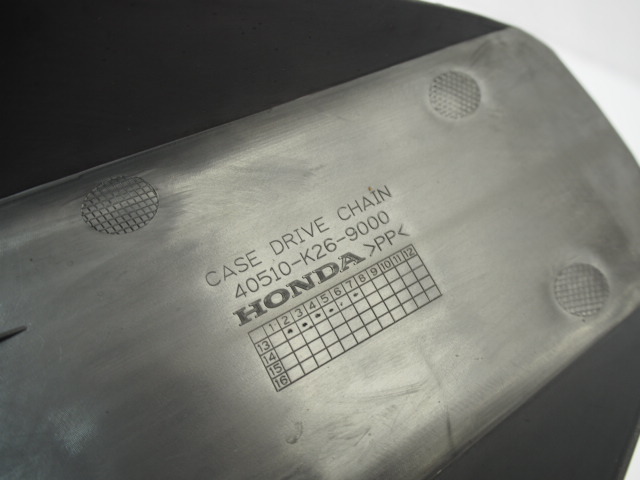 CASE DRIVE CHAIN
40510-K26-9000
HONDA >PP<
1 2 3 4 5 6 7 8 9 10 11 12
13
14
15
16